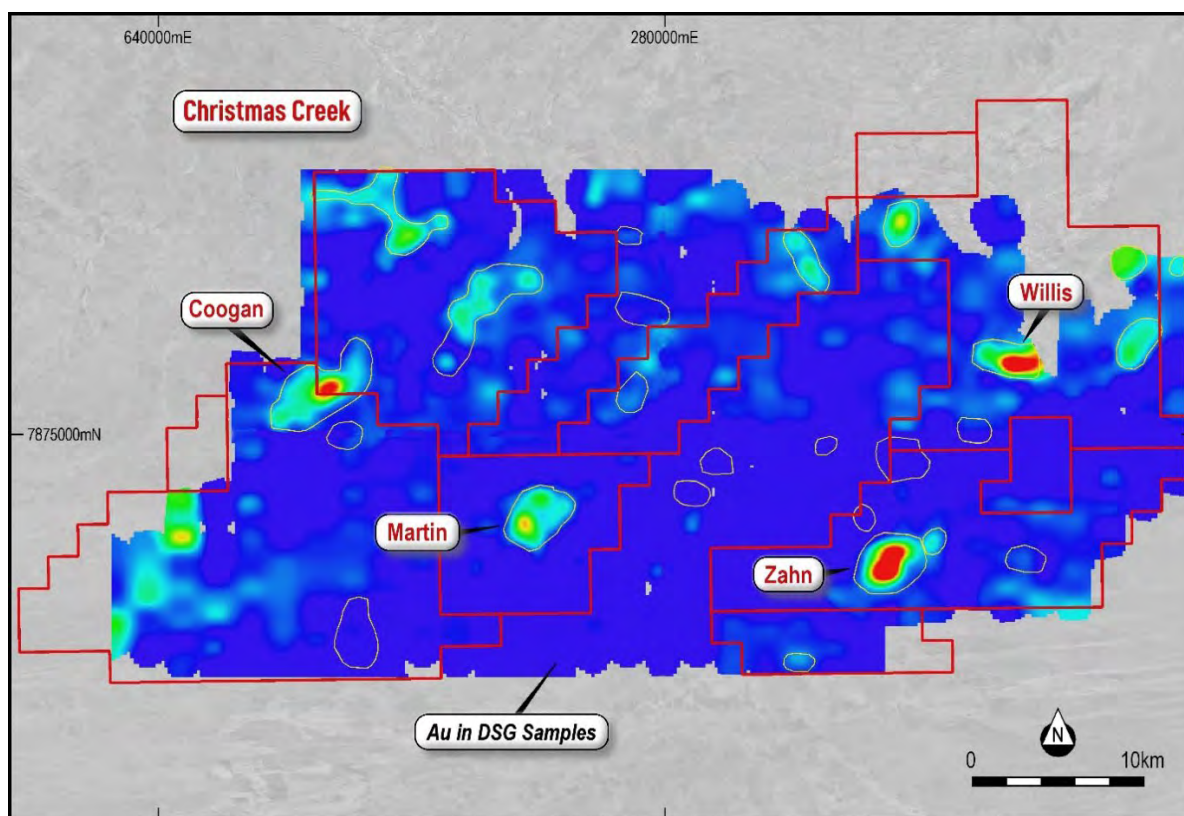 640000mE
280000mE
Christmas Creek
Coogan
Willis
7875000mN
Martin
Zahn
Au in DSG Samples
N
0
10km